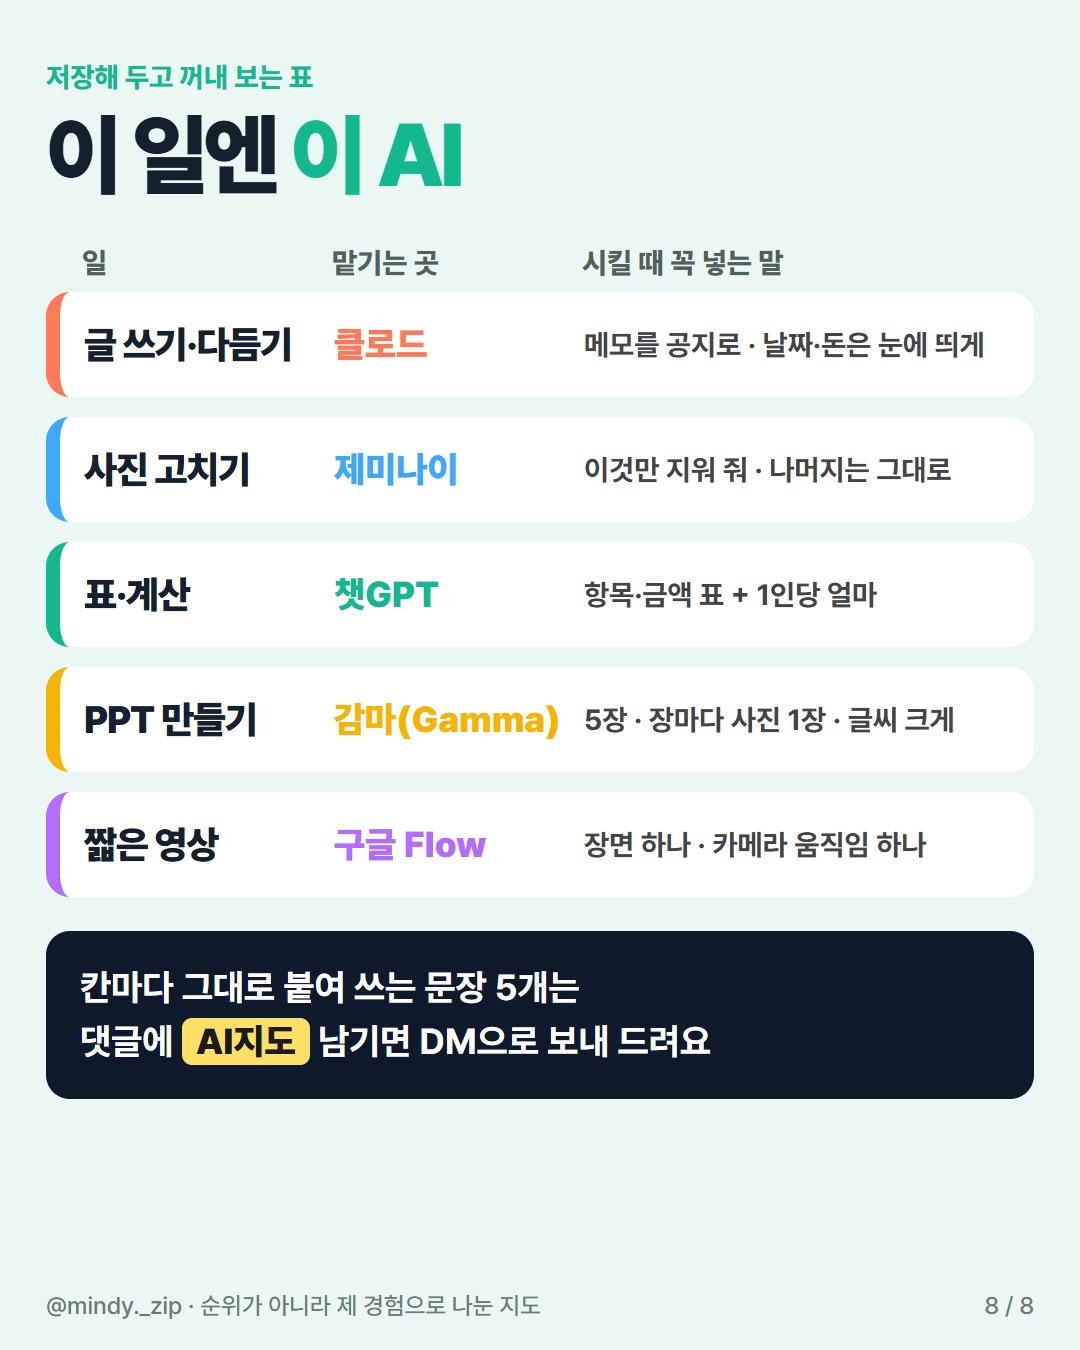 저장해 두고 꺼내 보는 표
이 일엔 이 AI
일 맡기는 곳 시킬 때 꼭 넣는 말
글 쓰기·다듬기 클로드 메모를 공지로 · 날짜·돈은 눈에 띄게
사진 고치기 제미나이 이것만 지워 줘 · 나머지는 그대로
표·계산 챗GPT 항목·금액 표 + 1인당 얼마
PPT 만들기 감마(Gamma) 5장 · 장마다 사진 1장 · 글씨 크게
짧은 영상 구글 Flow 장면 하나 · 카메라 움직임 하나
칸마다 그대로 붙여 쓰는 문장 5개는
댓글에 AI지도 남기면 DM으로 보내 드려요
@mindy._zip · 순위가 아니라 제 경험으로 나눈 지도 8 / 8